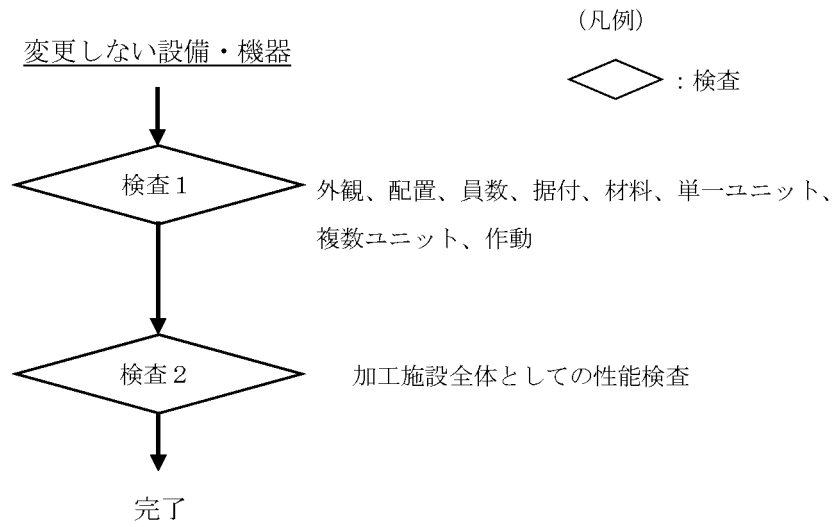 （凡例）
変更しない設備・機器
：検査
検査１
外観、配置、員数、据付、材料、単一ユニット、
複数ユニット、作動
検査２
加工施設全体としての性能検査
完了